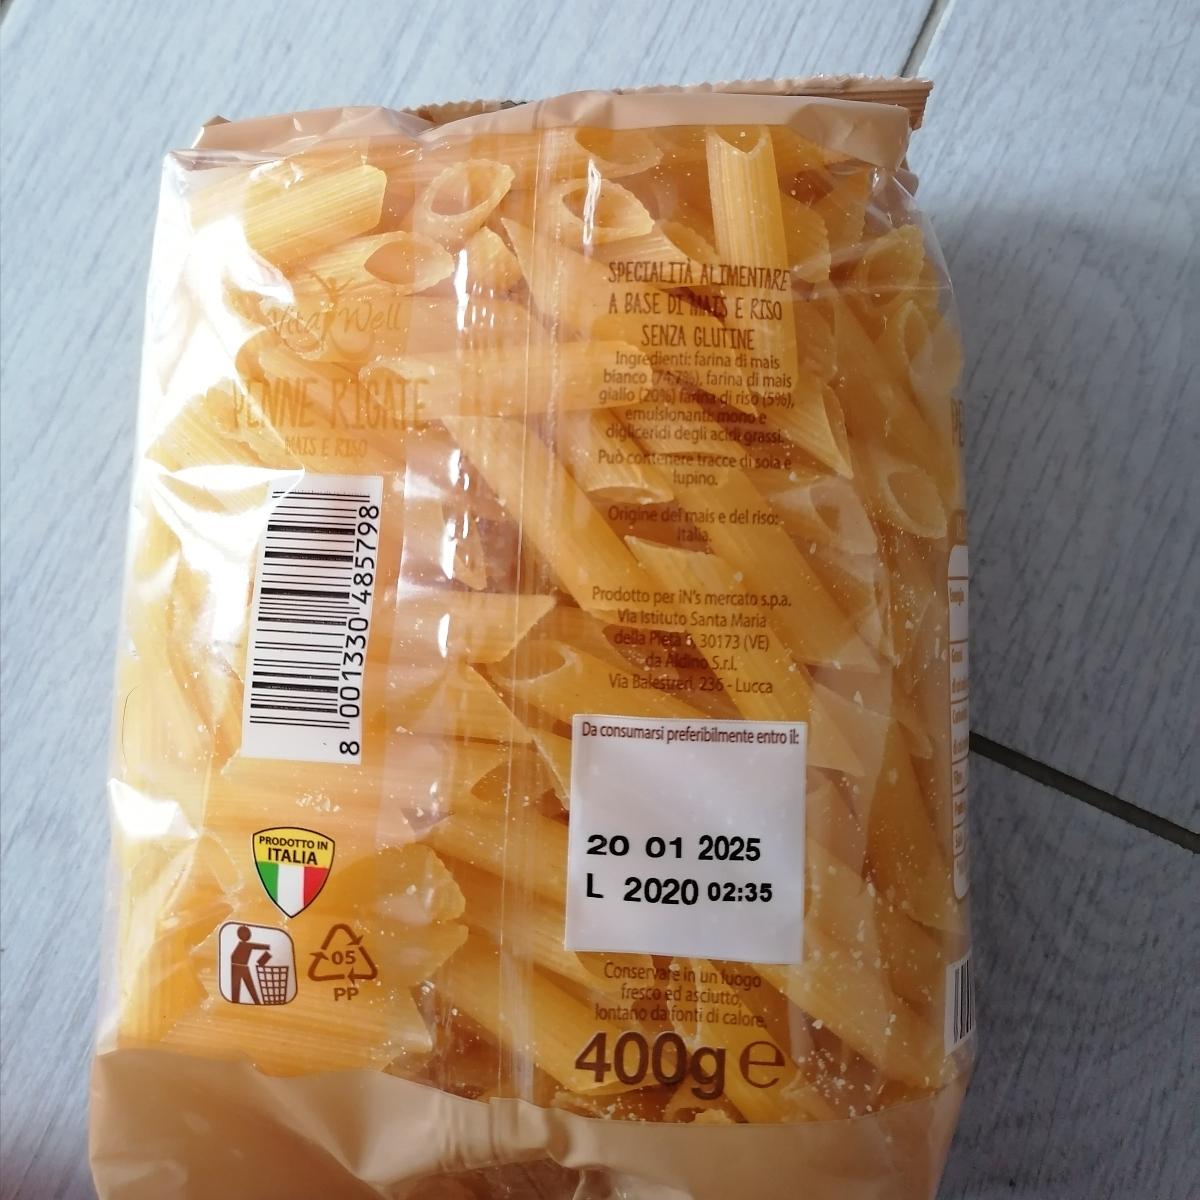 Vita Well
PENNE RIGATE
MAIS E RISO
8 001330 485798
PRODOTTO IN
ITALIA
05
PP
SPECIALITÀ ALIMENTARE
A BASE DI MAIS E RISO
SENZA GLUTINE
Ingredienti: farina di mais
bianco (74,7%), farina di mais
giallo (20%) farina di riso (5%),
emulsionante mono e
digliceridi degli acidi grassi.
Può contenere tracce di soia e
lupino.
Origine del mais e del riso:
Italia.
Prodotto per iN's mercato s.p.a.
Via Istituto Santa Maria
della Pietà 6, 30173 (VE)
da Aldino S.r.l.
Via Balestreri, 236 - Lucca
Da consumarsi preferibilmente entro il:
20 01 2025
L 2020 02:35
Conservare in un luogo
fresco ed asciutto,
lontano da fonti di calore.
400g e